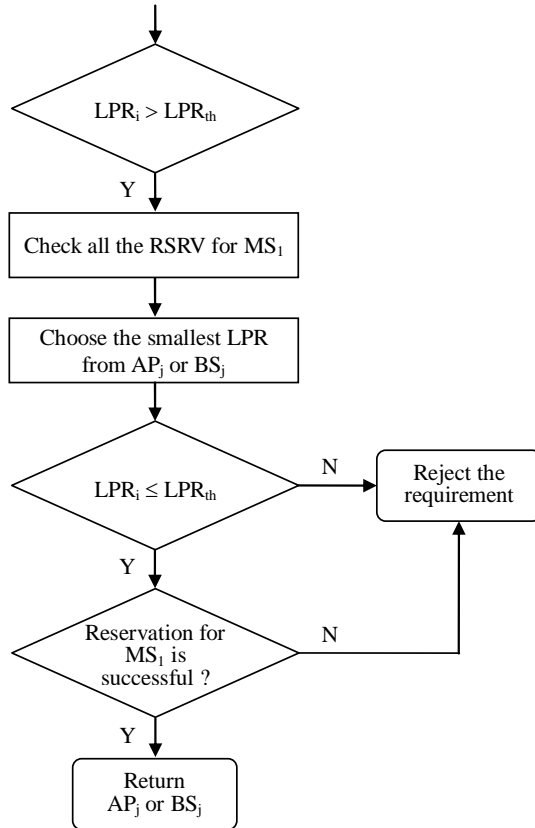 LPRᵢ > LPRₜₕ
Y
Check all the RSRV for MS₁
Choose the smallest LPR
from APⱼ or BSⱼ
LPRᵢ ≤ LPRₜₕ
N
Reject the
requirement
Y
Reservation for
MS₁ is
successful ?
N
Y
Return
APⱼ or BSⱼ